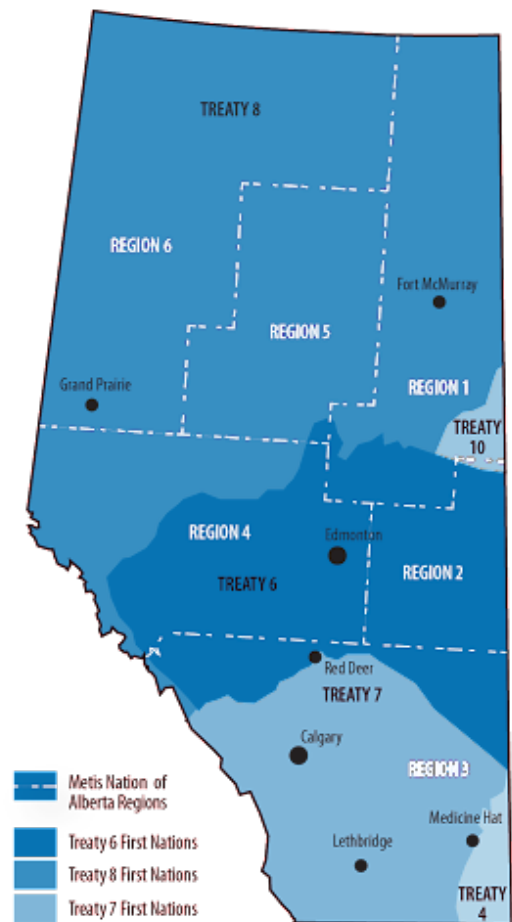 TREATY 8
REGION 6
Fort McMurray
REGION 5
Grand Prairie
REGION 1
TREATY
10
REGION 4
Edmonton
REGION 2
TREATY 6
Red Deer
TREATY 7
Calgary
REGION 3
Metis Nation of
Alberta Regions
Medicine Hat
Treaty 6 First Nations
Lethbridge
Treaty 8 First Nations
TREATY
4
Treaty 7 First Nations